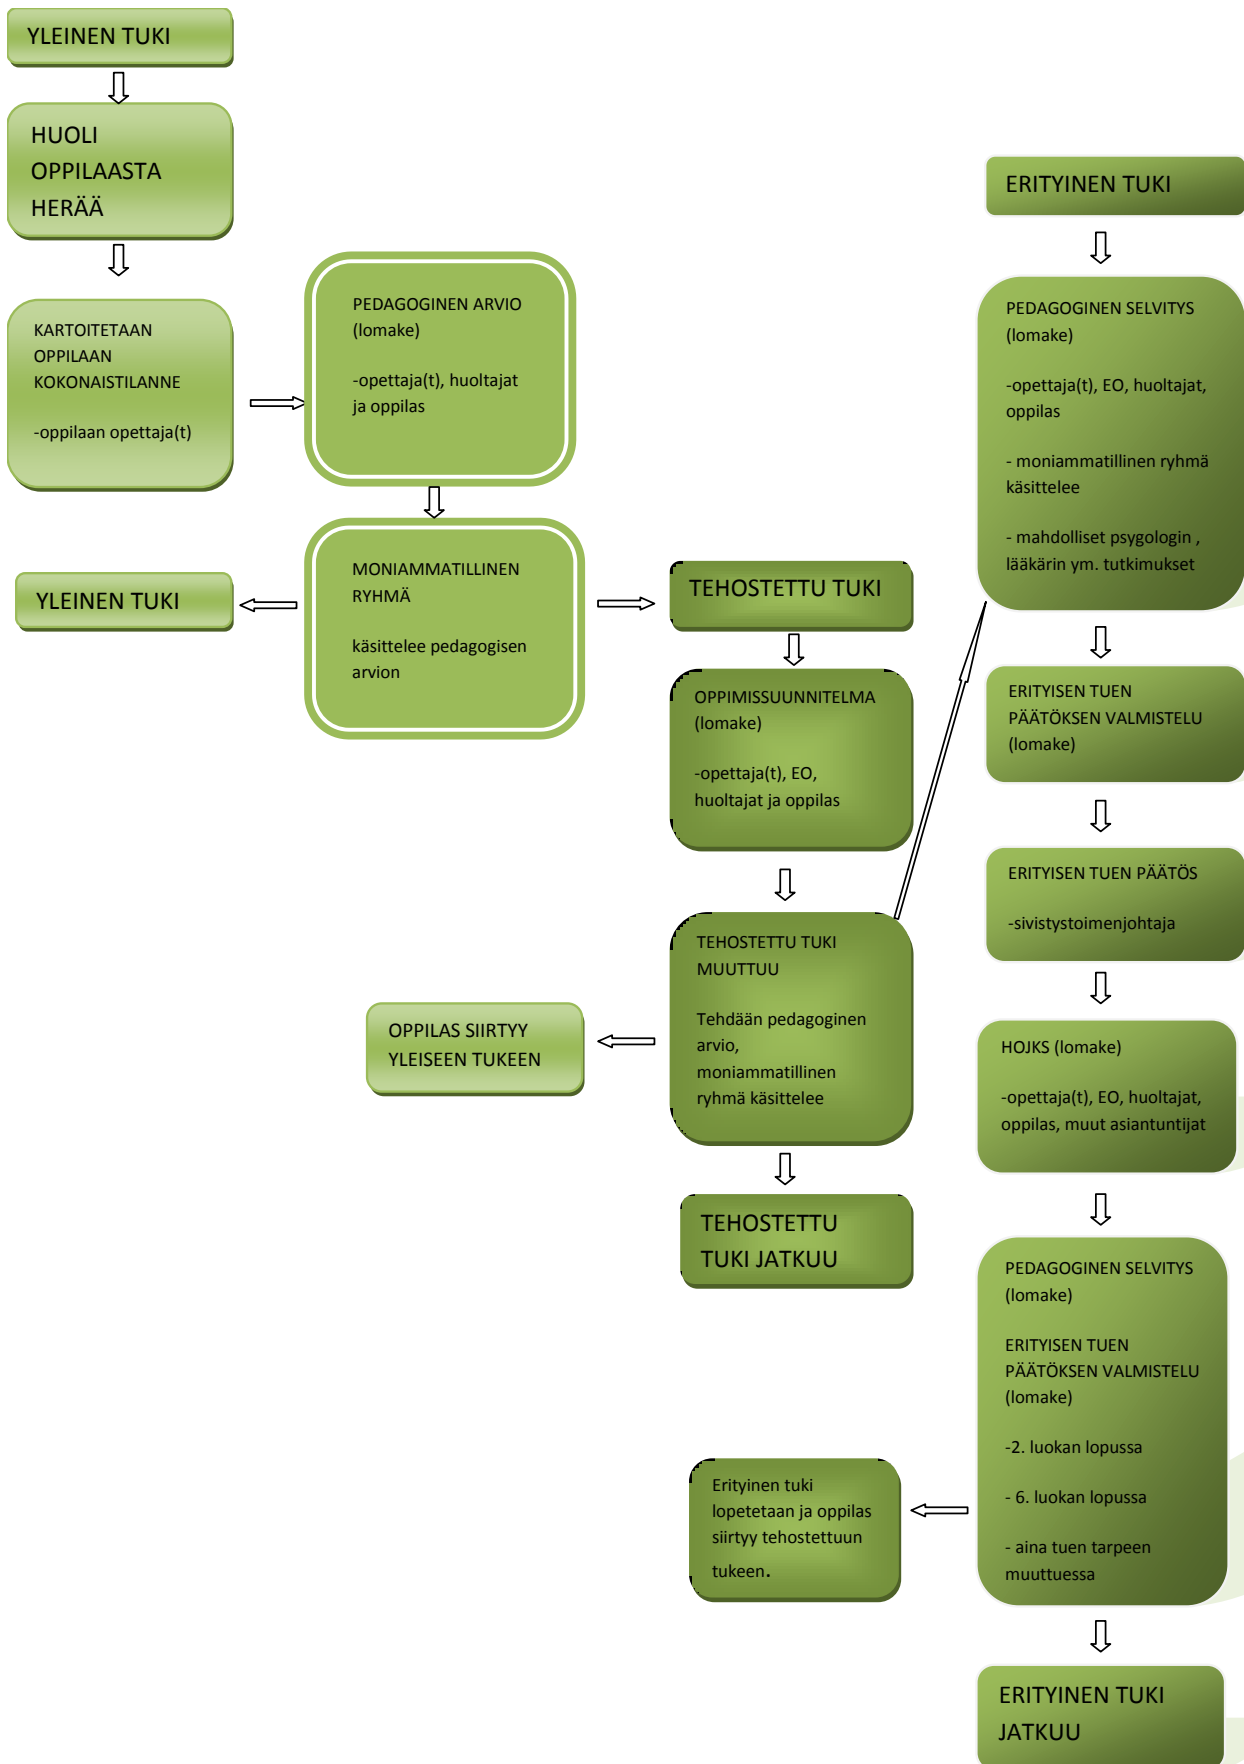 YLEINEN TUKI
HUOLI
OPPILAASTA
HERÄÄ
KARTOITETAAN
OPPILAAN
KOKONAISTILANNE
-oppilaan opettaja(t)
PEDAGOGINEN ARVIO
(lomake)
-opettaja(t), huoltajat
ja oppilas
MONIAMMATILLINEN
RYHMÄ
käsittelee pedagogisen
arvion
YLEINEN TUKI
TEHOSTETTU TUKI
OPPIMISSUUNNITELMA
(lomake)
-opettaja(t), EO,
huoltajat ja oppilas
TEHOSTETTU TUKI
MUUTTUU
Tehdään pedagoginen
arvio,
moniammatillinen
ryhmä käsittelee
OPPILAS SIIRTYY
YLEISEEN TUKEEN
TEHOSTETTU
TUKI JATKUU
ERITYINEN TUKI
PEDAGOGINEN SELVITYS
(lomake)
-opettaja(t), EO, huoltajat,
oppilas
- moniammatillinen ryhmä
käsittelee
- mahdolliset psygologin ,
lääkärin ym. tutkimukset
ERITYISEN TUEN
PÄÄTÖKSEN VALMISTELU
(lomake)
ERITYISEN TUEN PÄÄTÖS
-sivistystoimenjohtaja
HOJKS (lomake)
-opettaja(t), EO, huoltajat,
oppilas, muut asiantuntijat
PEDAGOGINEN SELVITYS
(lomake)
ERITYISEN TUEN
PÄÄTÖKSEN VALMISTELU
(lomake)
-2. luokan lopussa
- 6. luokan lopussa
- aina tuen tarpeen
muuttuessa
Erityinen tuki
lopetetaan ja oppilas
siirtyy tehostettuun
tukeen.
ERITYINEN TUKI
JATKUU